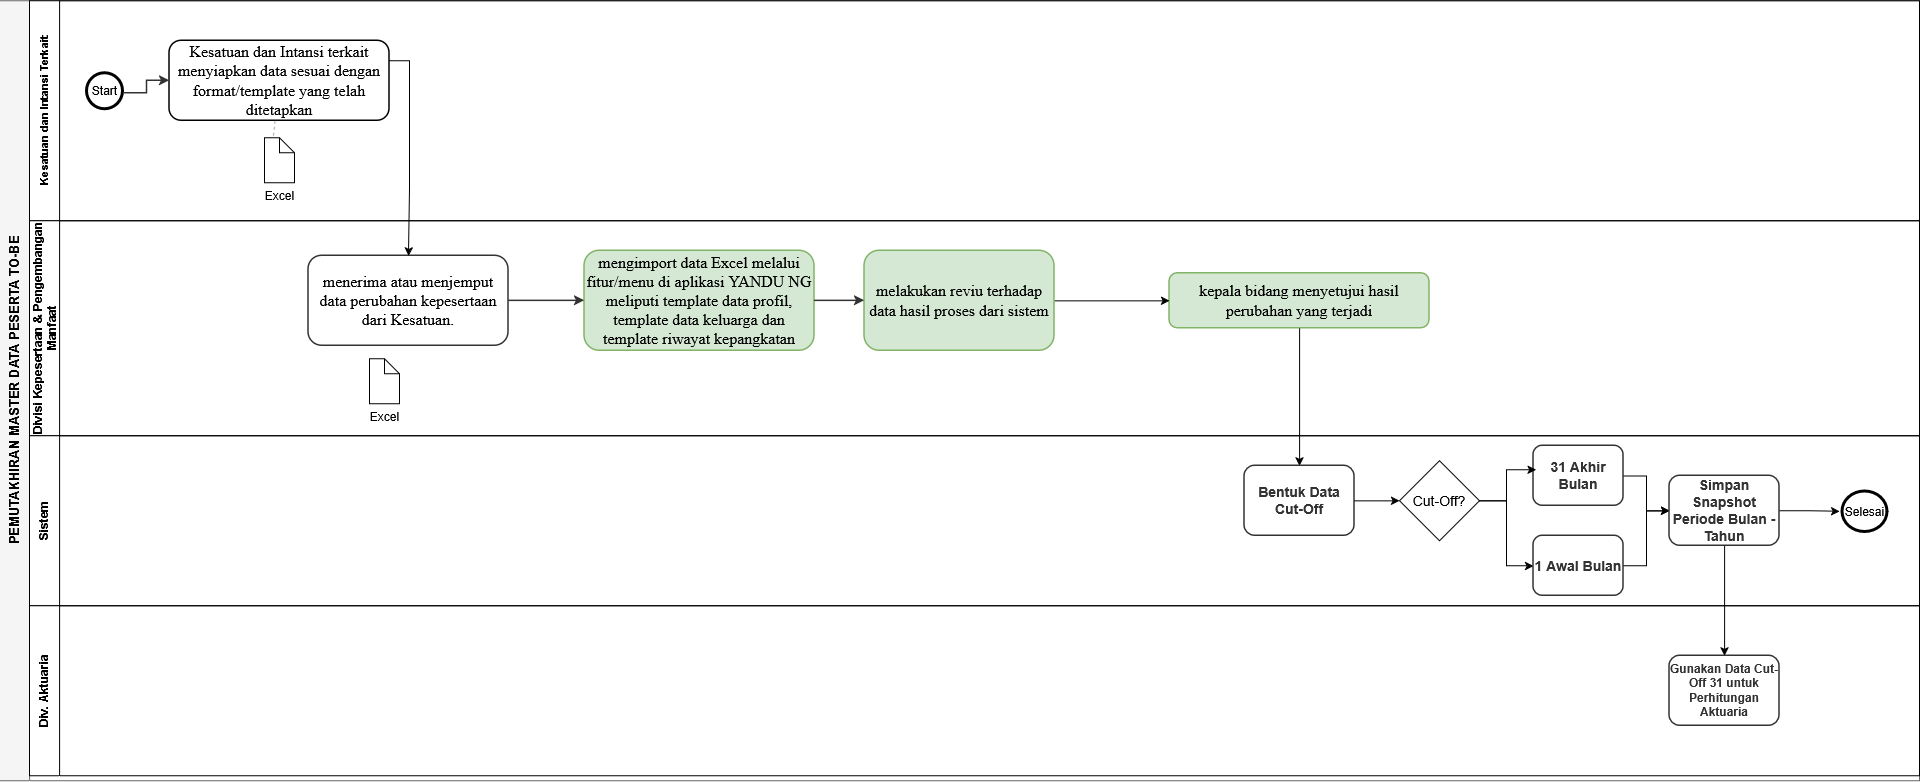 PEMUTAKHIRAN MASTER DATA PESERTA TO-BE
Kesatuan dan Intansi Terkait
Start
Kesatuan dan Intansi terkait
menyiapkan data sesuai dengan
format/template yang telah
ditetapkan
Excel
Divisi Kepesertaan & Pengembangan
Manfaat
menerima atau menjemput
data perubahan kepesertaan
dari Kesatuan.
Excel
mengimport data Excel melalui
fitur/menu di aplikasi YANDU NG
meliputi template data profil,
template data keluarga dan
template riwayat kepangkatan
melakukan reviu terhadap
data hasil proses dari sistem
kepala bidang menyetujui hasil
perubahan yang terjadi
Sistem
Bentuk Data
Cut-Off
Cut-Off?
31 Akhir
Bulan
1 Awal Bulan
Simpan
Snapshot
Periode Bulan -
Tahun
Selesai
Div. Aktuaria
Gunakan Data Cut-
Off 31 untuk
Perhitungan
Aktuaria